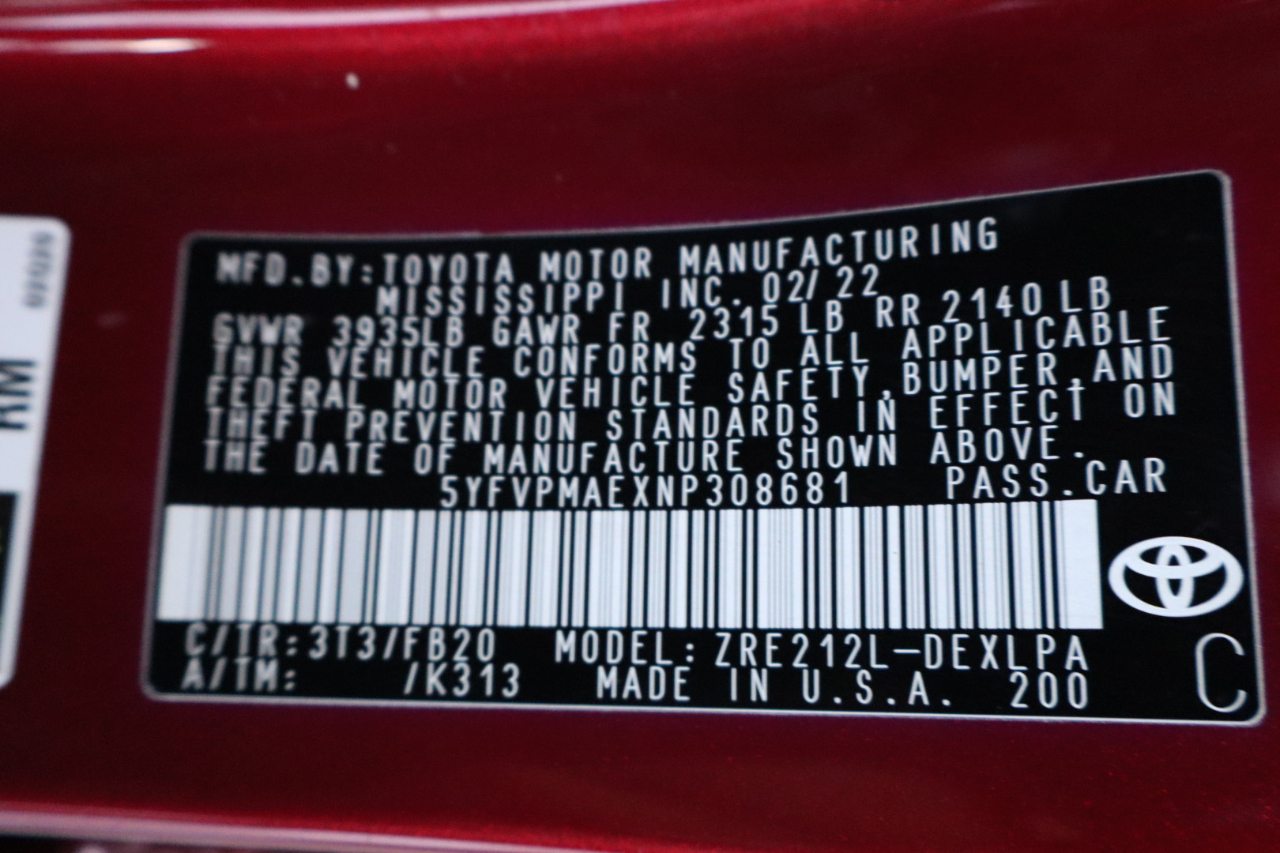 MFD.BY:TOYOTA MOTOR MANUFACTURING
MISSISSIPPI INC. 02/22
GVWR 3935LB GAWR FR 2315 LB RR 2140 LB
THIS VEHICLE CONFORMS TO ALL APPLICABLE
FEDERAL MOTOR VEHICLE SAFETY,BUMPER,AND
THEFT PREVENTION STANDARDS IN EFFECT ON
THE DATE OF MANUFACTURE SHOWN ABOVE.
5YFVPMAEXNP308681 PASS.CAR
C/TR:3T3/FB20 MODEL:ZRE212L-DEXLPA
A/TM: /K313 MADE IN U.S.A. 200
C
RM